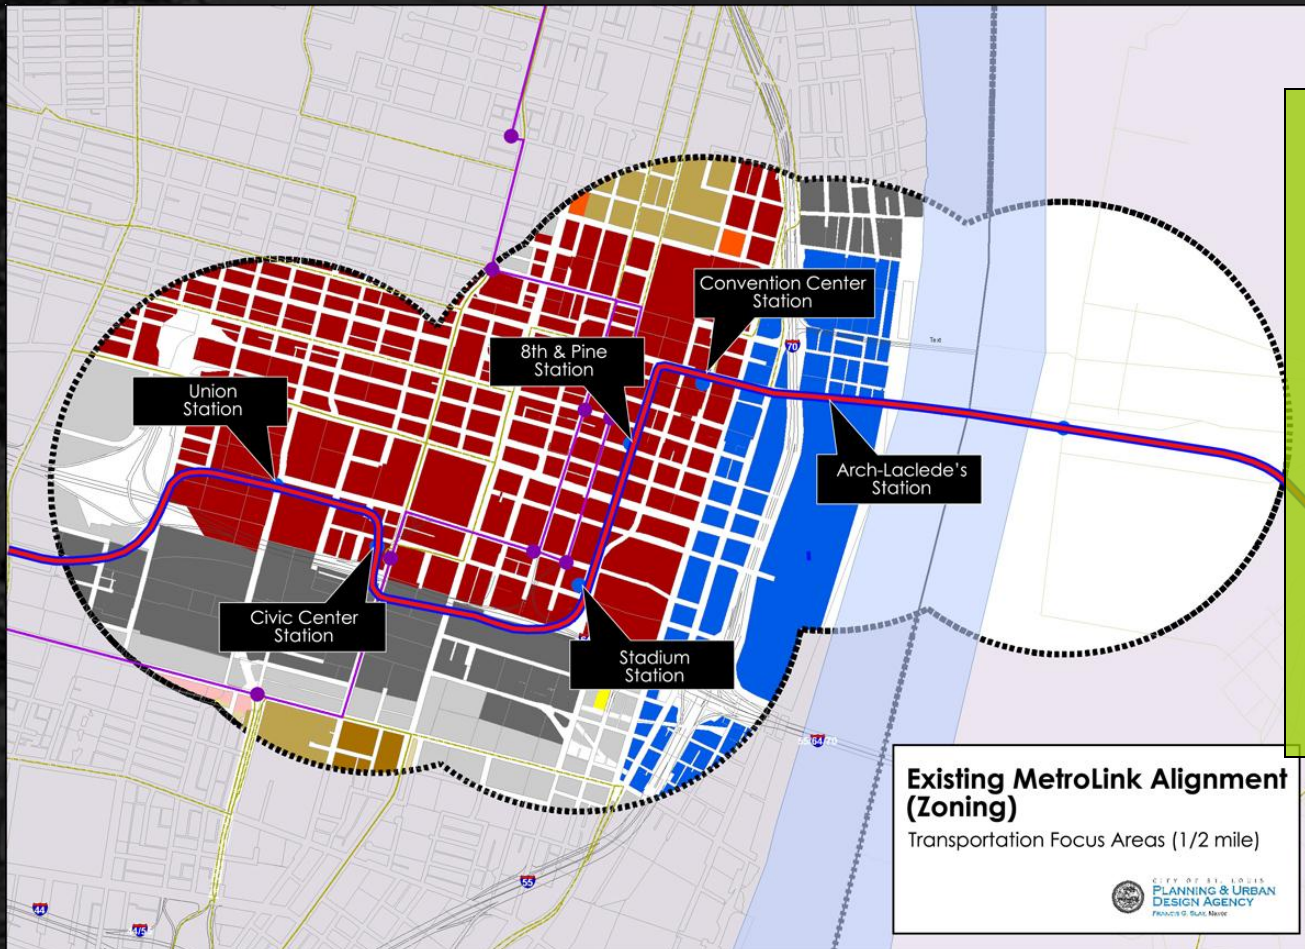 Convention Center
Station
8th & Pine
Station
70
Text
Union
Station
Arch-Laclede's
Station
Civic Center
Station
Stadium
Station
55/64/70
Existing MetroLink Alignment
(Zoning)
Transportation Focus Areas (1/2 mile)
CITY OF ST. LOUIS
PLANNING & URBAN
DESIGN AGENCY
FRANCIS G. SLAY, Mayor
55
44